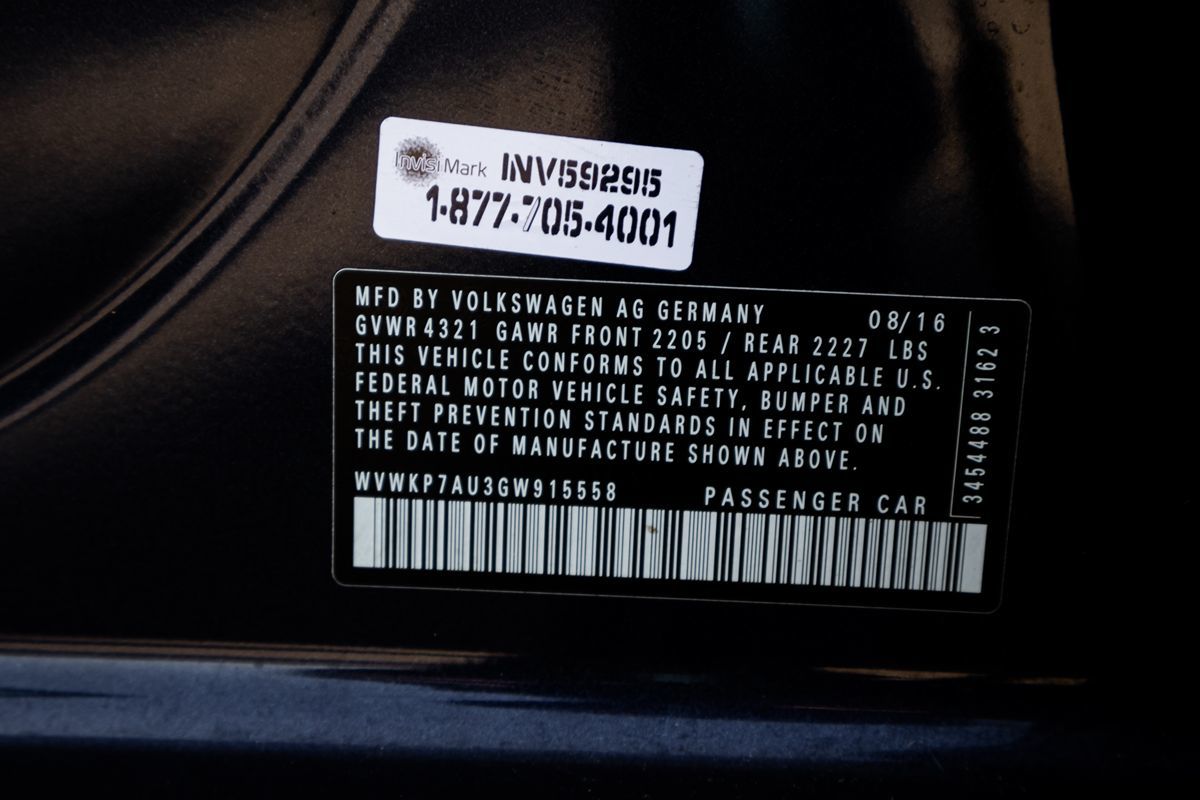 InvisiMark INV59295
1-877-705-4001
MFD BY VOLKSWAGEN AG GERMANY 08/16
GVWR 4321 GAWR FRONT 2205 / REAR 2227 LBS
THIS VEHICLE CONFORMS TO ALL APPLICABLE U.S.
FEDERAL MOTOR VEHICLE SAFETY, BUMPER AND
THEFT PREVENTION STANDARDS IN EFFECT ON
THE DATE OF MANUFACTURE SHOWN ABOVE.
WVWKP7AU3GW915558 PASSENGER CAR
3454488 3162 3